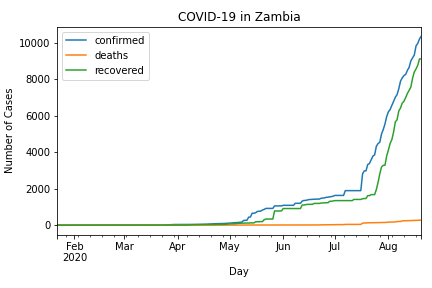 COVID-19 in Zambia
confirmed
deaths
recovered
Number of Cases
10000
8000
6000
4000
2000
0
Feb Mar Apr May Jun Jul Aug
2020
Day